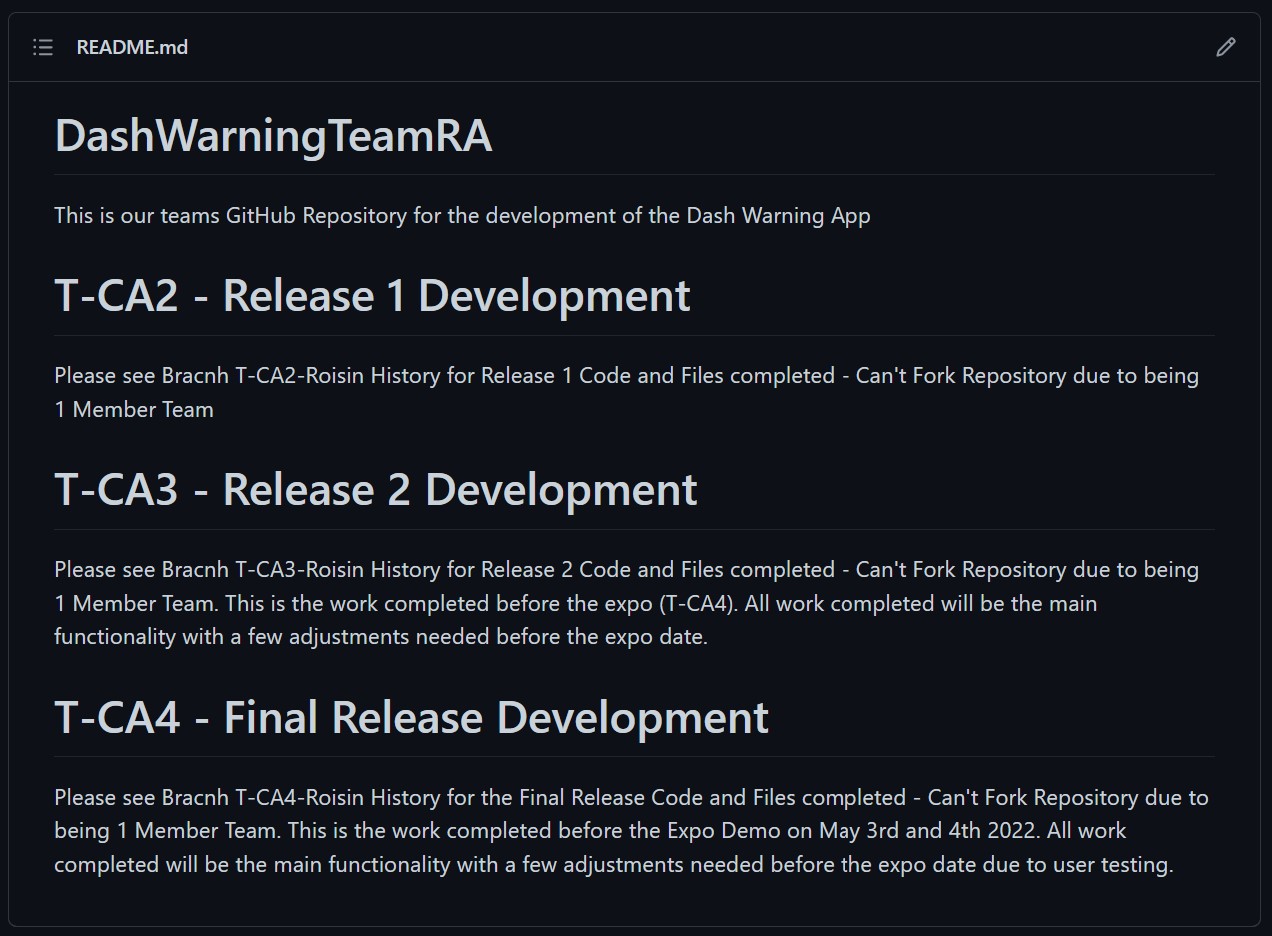 README.md
DashWarningTeamRA
This is our teams GitHub Repository for the development of the Dash Warning App
T-CA2 - Release 1 Development
Please see Bracnh T-CA2-Roisin History for Release 1 Code and Files completed - Can't Fork Repository due to being
1 Member Team
T-CA3 - Release 2 Development
Please see Bracnh T-CA3-Roisin History for Release 2 Code and Files completed - Can't Fork Repository due to being
1 Member Team. This is the work completed before the expo (T-CA4). All work completed will be the main
functionality with a few adjustments needed before the expo date.
T-CA4 - Final Release Development
Please see Bracnh T-CA4-Roisin History for the Final Release Code and Files completed - Can't Fork Repository due to
being 1 Member Team. This is the work completed before the Expo Demo on May 3rd and 4th 2022. All work
completed will be the main functionality with a few adjustments needed before the expo date due to user testing.